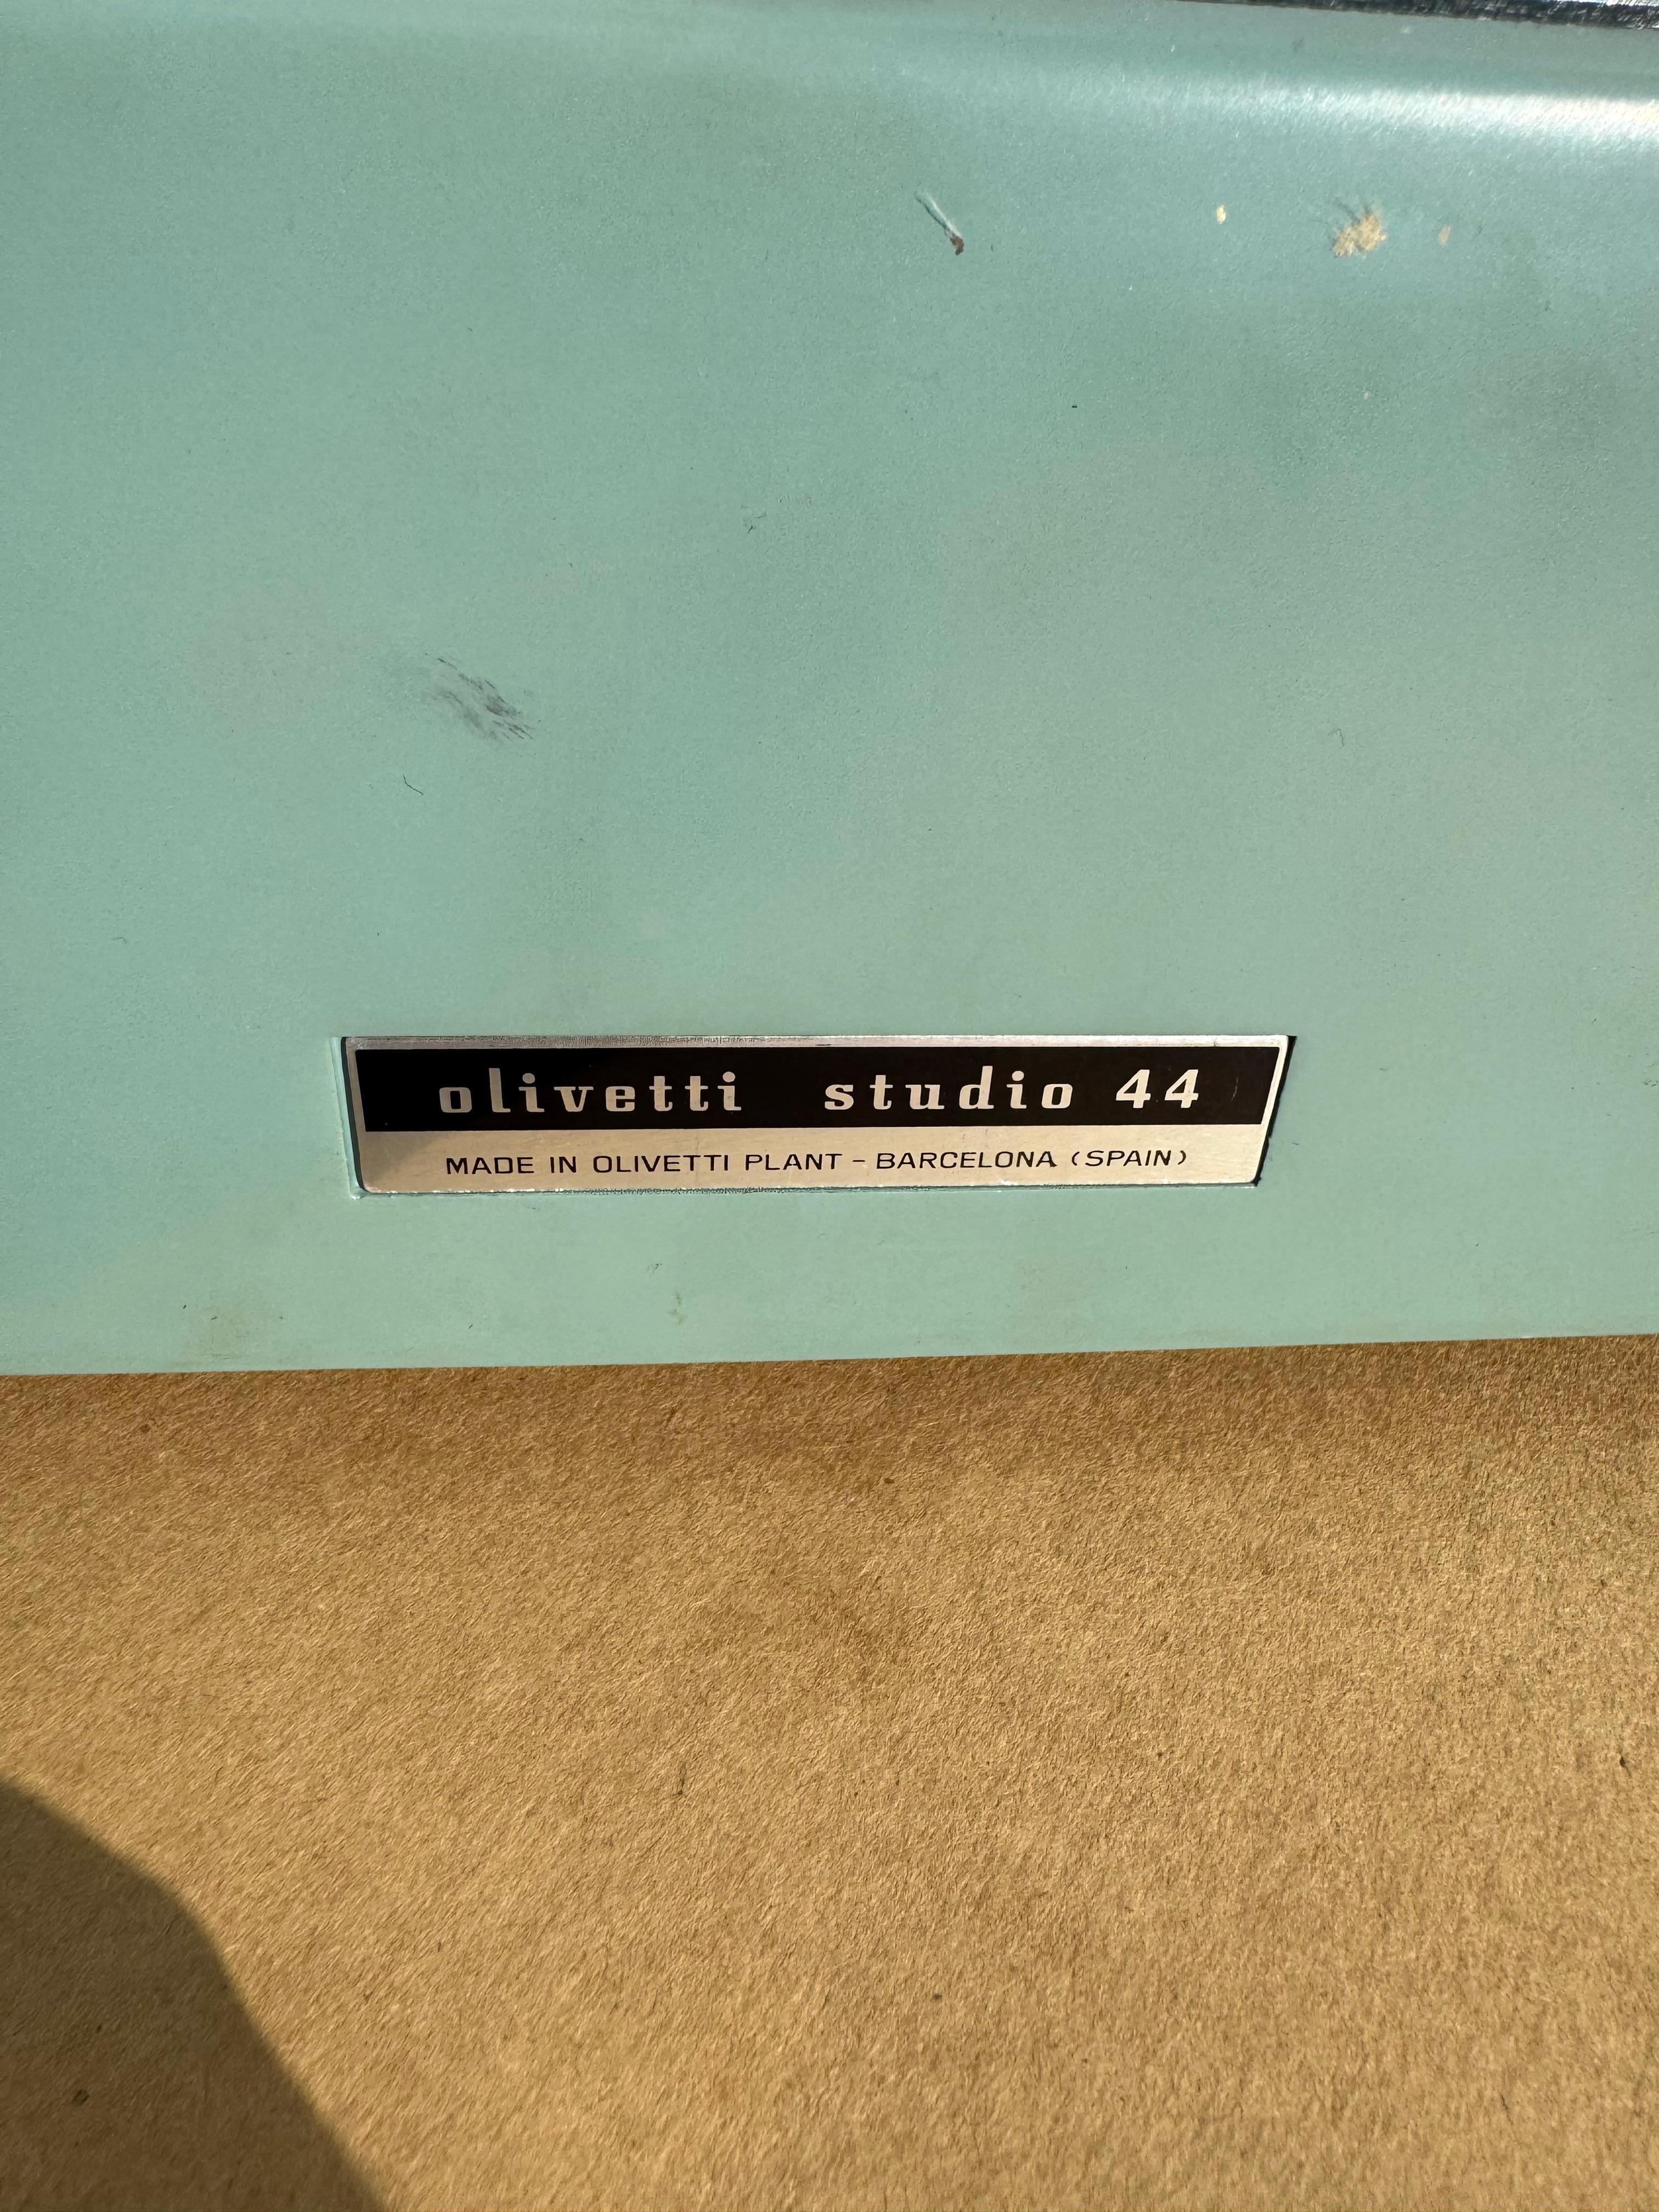 olivetti studio 44
MADE IN OLIVETTI PLANT - BARCELONA (SPAIN)